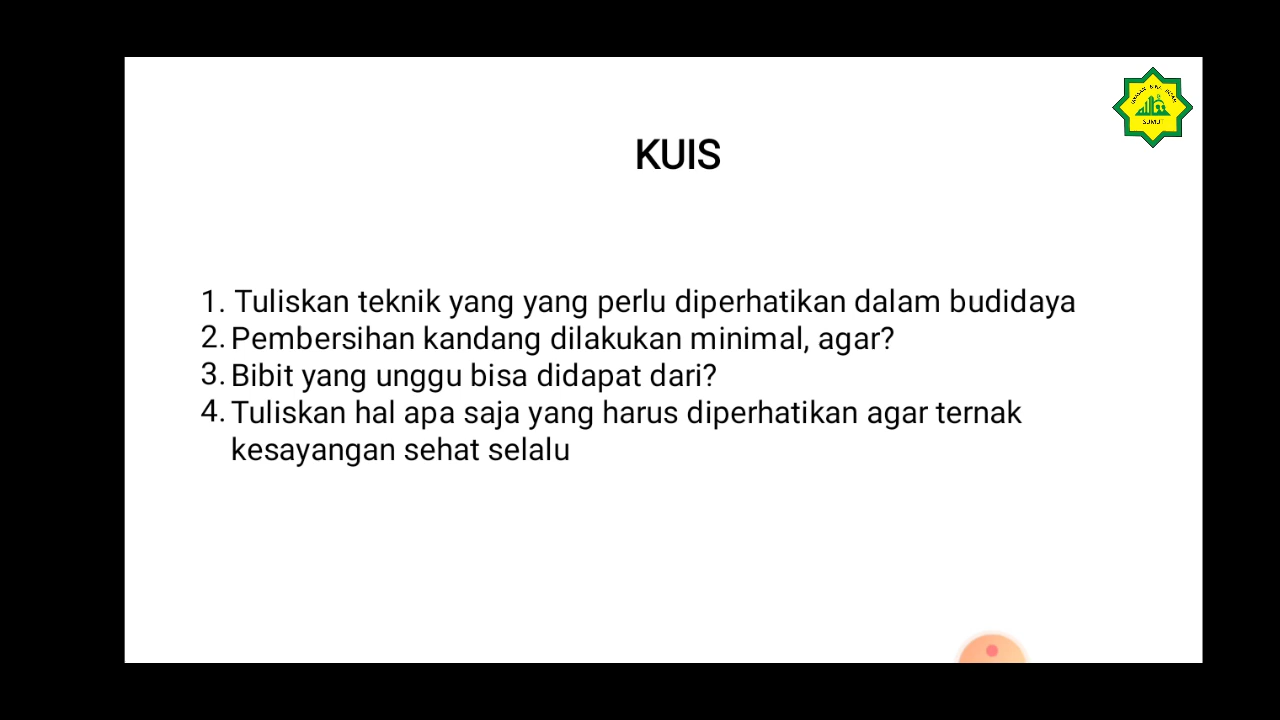 SUMUT
KUIS
1. Tuliskan teknik yang yang perlu diperhatikan dalam budidaya
2. Pembersihan kandang dilakukan minimal, agar?
3. Bibit yang unggu bisa didapat dari?
4. Tuliskan hal apa saja yang harus diperhatikan agar ternak
kesayangan sehat selalu